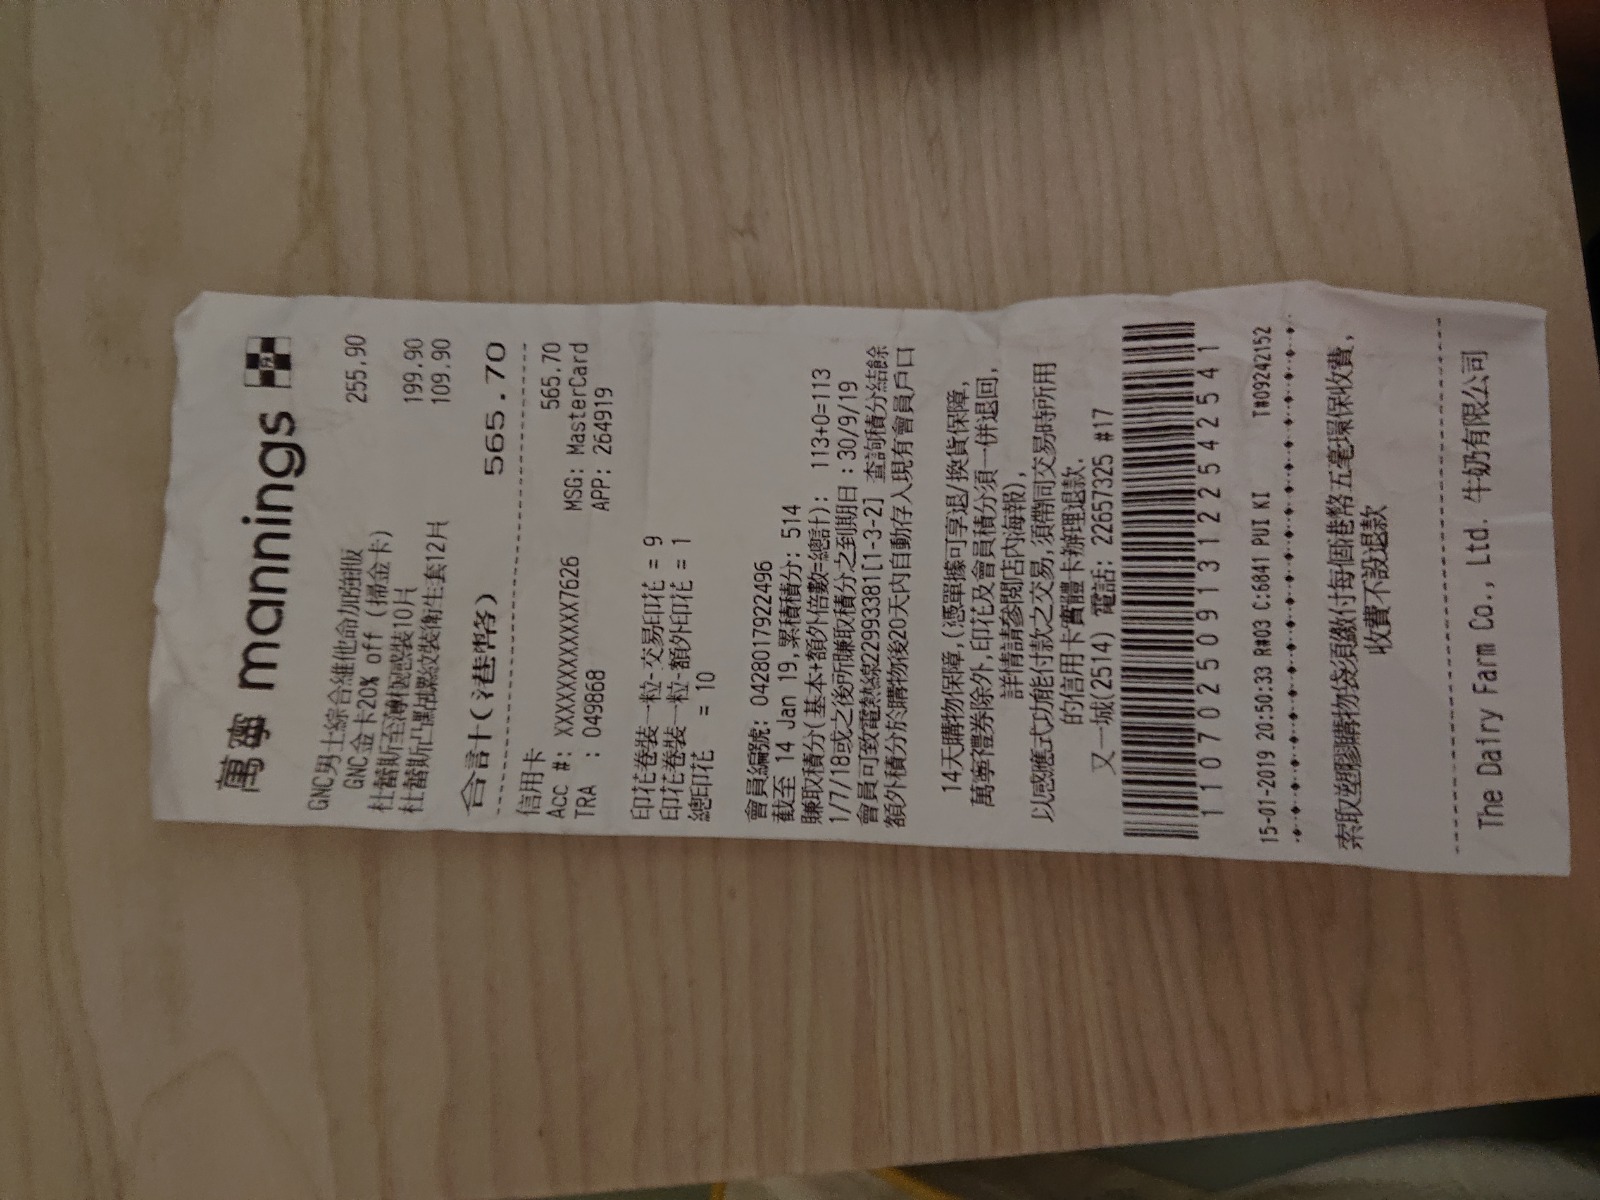 萬寧 mannings
GNC男士綜合維他命加強版 255.90
GNC金卡20% off (掃金卡)
杜蕾斯至薄幻隱裝10片 199.90
杜蕾斯凸點螺紋裝衛生套12片 109.90
合計(港幣) 565.70
信用卡 565.70
ACC #: XXXXXXXXXXXX7626 MSG: MasterCard
TRA : 049868 APP: 264919
印花卷裝一粒-交易印花 = 9
印花卷裝一粒-額外印花 = 1
總印花 = 10
會員編號: 0428017922496
截至 14 Jan 19,累積積分: 514
賺取積分(基本+額外倍數=總計): 113+0=113
1/7/18或之後所賺取積分之到期日 :30/9/19
會員可致電熱線22993381[1-3-2] 查詢積分結餘
額外積分於購物後20天內自動存入現有會員戶口
14天購物保障,(憑單據可享退/換貨保障,
萬寧禮券除外,印花及會員積分須一併退回,
詳情請參閱店內海報),
以感應式功能付款之交易,須帶同交易時所用
的信用卡實體卡辦理退款.
又一城(2514) 電話: 22657325 #17
1107025091312254254 1
15-01-2019 20:50:33 R#03 C:6841 PUI KI T#09242152
索取塑膠購物袋須繳付每個港幣五毫環保收費,
收費不設退款
The Dairy Farm Co., Ltd. 牛奶有限公司